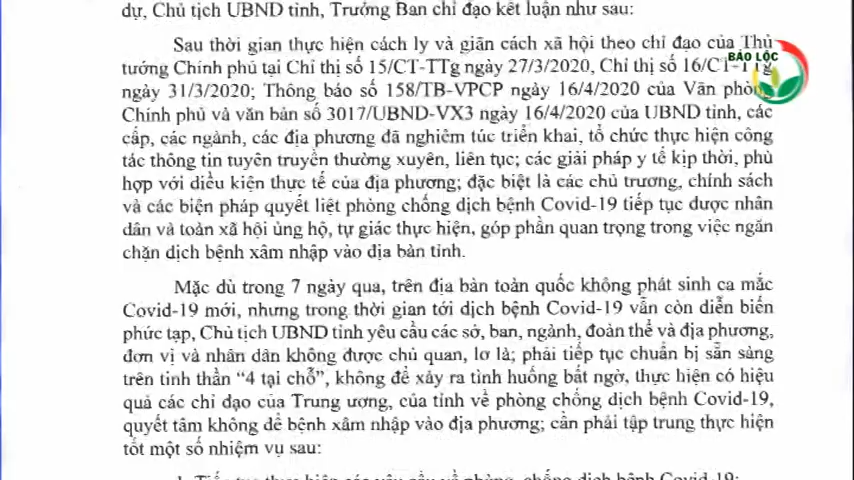 dự, Chủ tịch UBND tỉnh, Trưởng Ban chỉ đạo kết luận như sau:
Sau thời gian thực hiện cách ly và giãn cách xã hội theo chỉ đạo của Thủ
tướng Chính phủ tại Chỉ thị số 15/CT-TTg ngày 27/3/2020, Chỉ thị số 16/CT-TTg
BẢO LỘC
ngày 31/3/2020; Thông báo số 158/TB-VPCP ngày 16/4/2020 của Văn phòng
Chính phủ và văn bản số 3017/UBND-VX3 ngày 16/4/2020 của UBND tỉnh, các
cấp, các ngành, các địa phương đã nghiêm túc triển khai, tổ chức thực hiện công
tác thông tin tuyên truyền thường xuyên, liên tục; các giải pháp y tế kịp thời, phù
hợp với điều kiện thực tế của địa phương; đặc biệt là các chủ trương, chính sách
và các biện pháp quyết liệt phòng chống dịch bệnh Covid-19 tiếp tục được nhân
dân và toàn xã hội ủng hộ, tự giác thực hiện, góp phần quan trọng trong việc ngăn
chặn dịch bệnh xâm nhập vào địa bàn tỉnh.
Mặc dù trong 7 ngày qua, trên địa bàn toàn quốc không phát sinh ca mắc
Covid-19 mới, nhưng trong thời gian tới dịch bệnh Covid-19 vẫn còn diễn biến
phức tạp, Chủ tịch UBND tỉnh yêu cầu các sở, ban, ngành, đoàn thể và địa phương,
đơn vị và nhân dân không được chủ quan, lơ là; phải tiếp tục chuẩn bị sẵn sàng
trên tinh thần “4 tại chỗ”, không để xảy ra tình huống bất ngờ, thực hiện có hiệu
quả các chỉ đạo của Trung ương, của tỉnh về phòng chống dịch bệnh Covid-19,
quyết tâm không để bệnh xâm nhập vào địa phương; cần phải tập trung thực hiện
tốt một số nhiệm vụ sau:
1. Tiếp tục thực hiện các yêu cầu về phòng, chống dịch bệnh Covid-19: